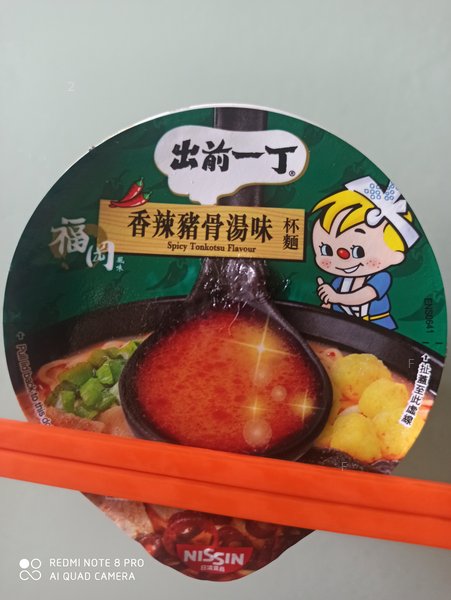 出前一丁®
香辣豬骨湯味 杯麵
Spicy Tonkotsu Flavour
福岡
風味
ENS0641
扯蓋至此虛線
NISSIN
日清食品
REDMI NOTE 8 PRO
AI QUAD CAMERA